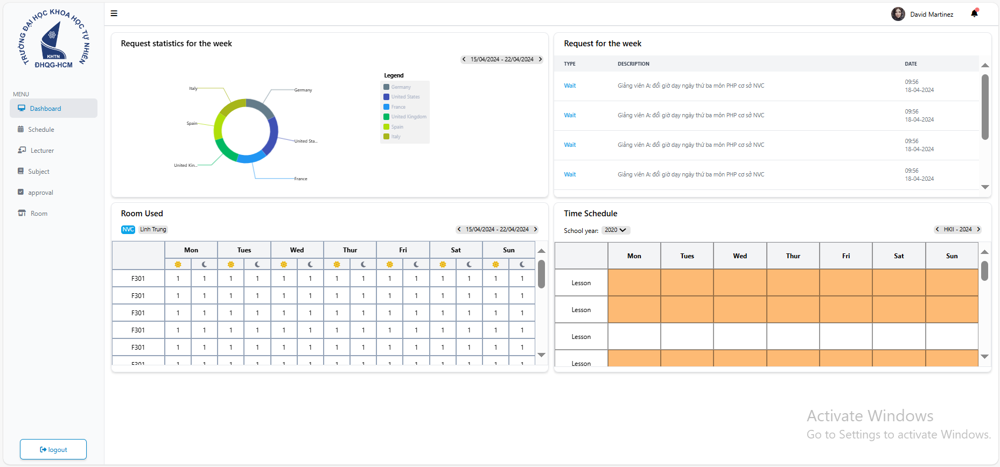 TRƯỜNG ĐẠI HỌC KHOA HỌC TỰ NHIÊN
KHTN
ĐHQG-HCM
MENU
Dashboard
Schedule
Lecturer
Subject
approval
Room
logout
David Martinez
Request statistics for the week
15/04/2024 - 22/04/2024
Legend
Germany
United States
France
United Kingdom
Spain
Italy
Italy
Germany
Spain
United Sta...
United Kin...
France
Request for the week
TYPE DESCRIPTION DATE
Wait Giảng viên A: đổi giờ dạy ngày thứ ba môn PHP cơ sở NVC 09:56
18-04-2024
Wait Giảng viên A: đổi giờ dạy ngày thứ ba môn PHP cơ sở NVC 09:56
18-04-2024
Wait Giảng viên A: đổi giờ dạy ngày thứ ba môn PHP cơ sở NVC 09:56
18-04-2024
Wait Giảng viên A: đổi giờ dạy ngày thứ ba môn PHP cơ sở NVC 09:56
18-04-2024
Room Used
NVC Linh Trung 15/04/2024 - 22/04/2024
Mon Tues Wed Thur Fri Sat Sun
F301 1 1 1 1 1 1 1 1 1 1 1 1 1 1
F301 1 1 1 1 1 1 1 1 1 1 1 1 1 1
F301 1 1 1 1 1 1 1 1 1 1 1 1 1 1
F301 1 1 1 1 1 1 1 1 1 1 1 1 1 1
F301 1 1 1 1 1 1 1 1 1 1 1 1 1 1
F301 1 1 1 1 1 1 1 1 1 1 1 1 1 1
Time Schedule
School year: 2020 HKII - 2024
Mon Tues Wed Thur Fri Sat Sun
Lesson
Lesson
Lesson
Lesson
Activate Windows
Go to Settings to activate Windows.